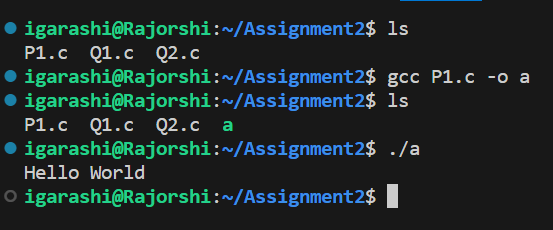 igarashi@Rajorshi:~/Assignment2$ ls
P1.c  Q1.c  Q2.c
igarashi@Rajorshi:~/Assignment2$ gcc P1.c -o a
igarashi@Rajorshi:~/Assignment2$ ls
P1.c  Q1.c  Q2.c  a
igarashi@Rajorshi:~/Assignment2$ ./a
Hello World
igarashi@Rajorshi:~/Assignment2$